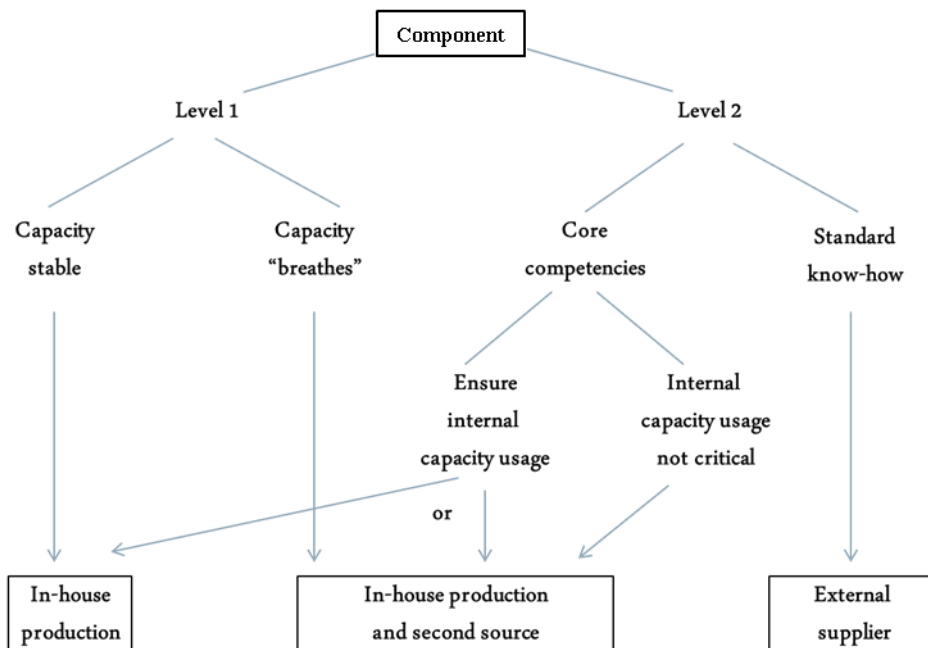 Component
Level 1
Level 2
Capacity
stable
Capacity
“breathes”
Core
competencies
Standard
know-how
Ensure
internal
capacity usage
Internal
capacity usage
not critical
or
In-house
production
In-house production
and second source
External
supplier